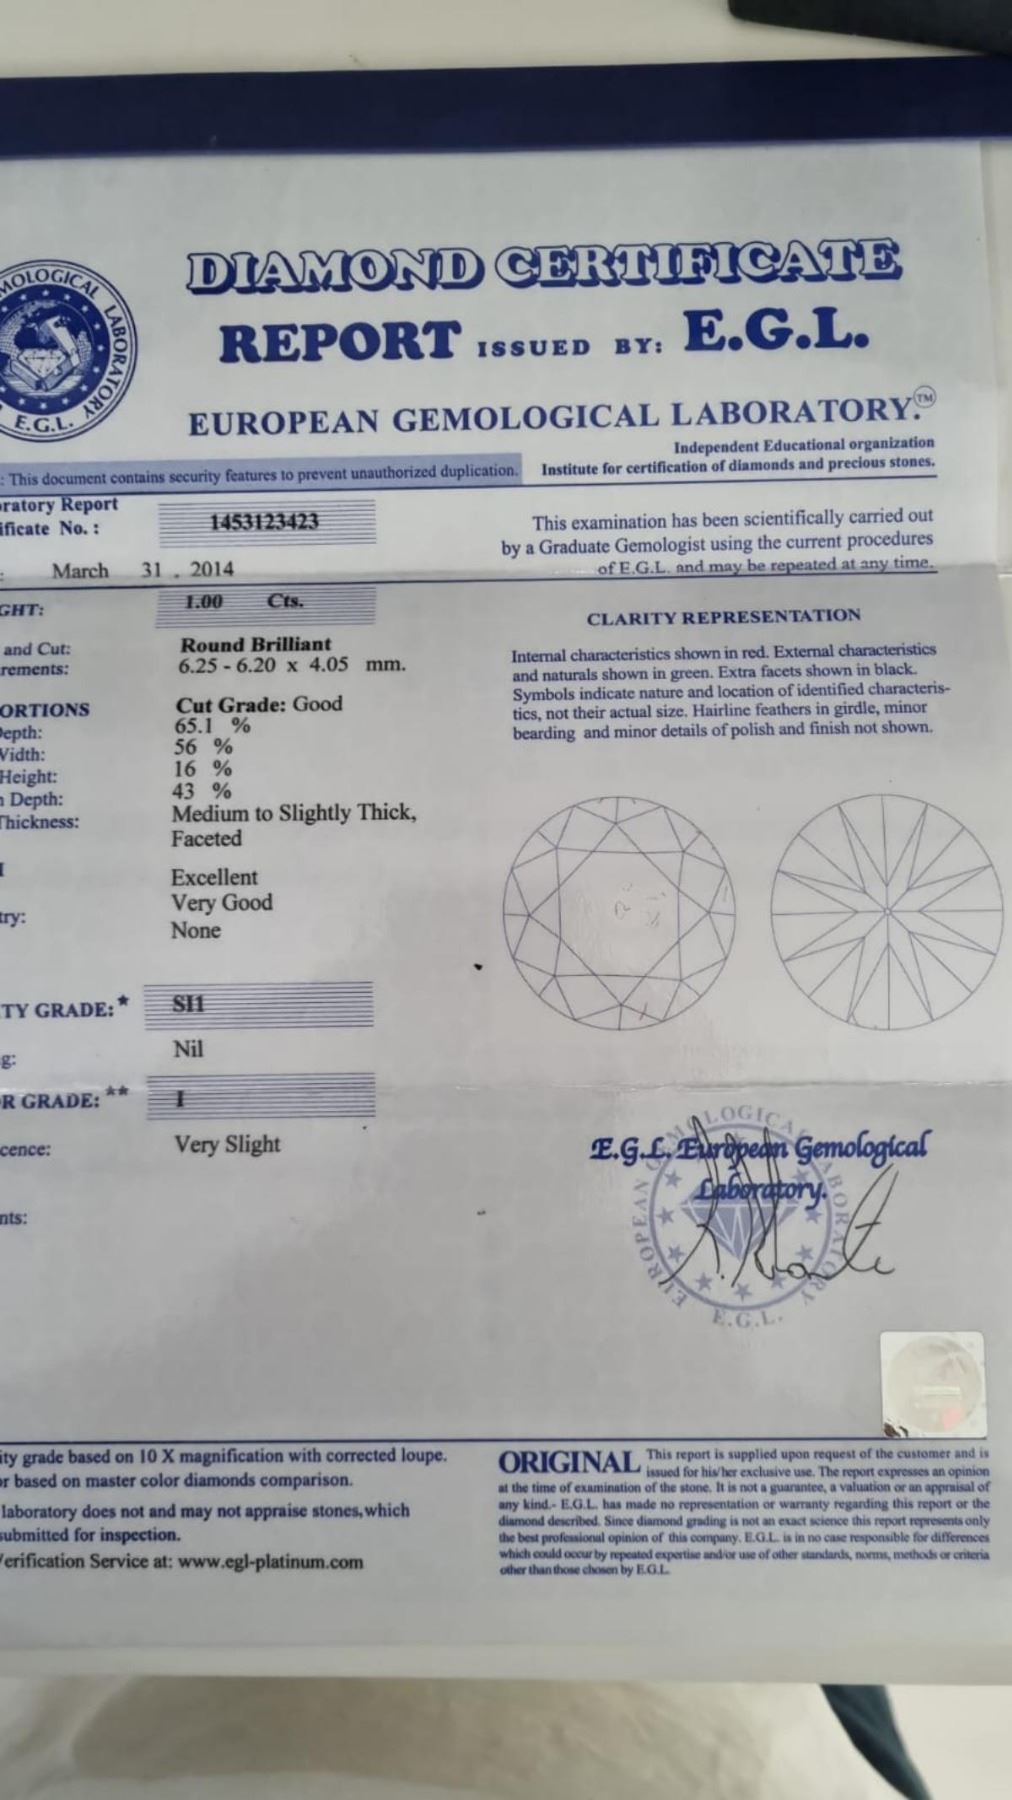 DIAMOND CERTIFICATE
REPORT ISSUED BY: E.G.L.
EUROPEAN GEMOLOGICAL LABORATORY.™
MOLOGICAL LABORATORY
E.G.L.
Independent Educational organization
Institute for certification of diamonds and precious stones.
: This document contains security features to prevent unauthorized duplication.
oratory Report
ificate No. : 1453123423
: March 31 . 2014
This examination has been scientifically carried out
by a Graduate Gemologist using the current procedures
of E.G.L. and may be repeated at any time.
GHT: 1.00 Cts.
and Cut: Round Brilliant
rements: 6.25 - 6.20 x 4.05 mm.
ORTIONS Cut Grade: Good
Depth: 65.1 %
Width: 56 %
Height: 16 %
n Depth: 43 %
Thickness: Medium to Slightly Thick,
Faceted
Excellent
Very Good
try:
None
TY GRADE:* SI1
g: Nil
R GRADE: ** I
cence: Very Slight
nts:
CLARITY REPRESENTATION
Internal characteristics shown in red. External characteristics
and naturals shown in green. Extra facets shown in black.
Symbols indicate nature and location of identified characteris-
tics, not their actual size. Hairline feathers in girdle, minor
bearding and minor details of polish and finish not shown.
E.G.L. European Gemological
Laboratory.
EUROPEAN GEMOLOGICAL LABORATORY
E.G.L.
ity grade based on 10 X magnification with corrected loupe.
or based on master color diamonds comparison.
laboratory does not and may not appraise stones,which
submitted for inspection.
Verification Service at: www.egl-platinum.com
ORIGINAL This report is supplied upon request of the customer and is
issued for his/her exclusive use. The report expresses an opinion
at the time of examination of the stone. It is not a guarantee, a valuation or an appraisal of
any kind.- E.G.L. has made no representation or warranty regarding this report or the
diamond described. Since diamond grading is not an exact science this report represents only
the best professional opinion of this company. E.G.L. is in no case responsible for differences
which could occur by repeated expertise and/or use of other standards, norms, methods or criteria
other than those chosen by E.G.L.